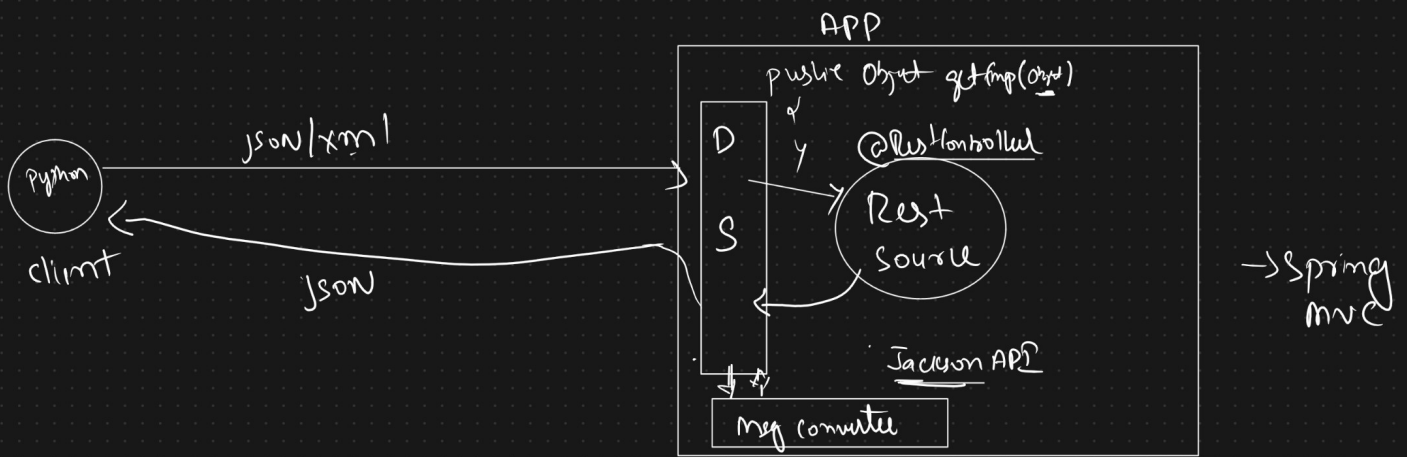 APP
public Object getEmp(Object)
{
}
@RestController
json/xml
python
client
json
D
S
Rest
source
Jackson API
msg converter
→ Spring
MVC